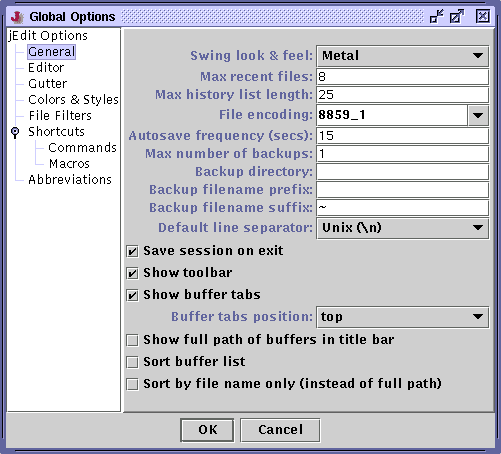 Global Options
jEdit Options
General
Editor
Gutter
Colors & Styles
File Filters
Shortcuts
Commands
Macros
Abbreviations
Swing look & feel: Metal
Max recent files: 8
Max history list length: 25
File encoding: 8859_1
Autosave frequency (secs): 15
Max number of backups: 1
Backup directory:
Backup filename prefix:
Backup filename suffix: ~
Default line separator: Unix (\n)
Save session on exit
Show toolbar
Show buffer tabs
Buffer tabs position: top
Show full path of buffers in title bar
Sort buffer list
Sort by file name only (instead of full path)
OK Cancel